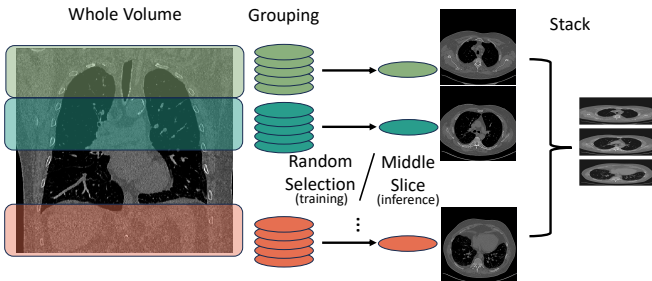 Whole Volume
Grouping
Stack
Random
Selection
(training)
Middle
Slice
(inference)
...